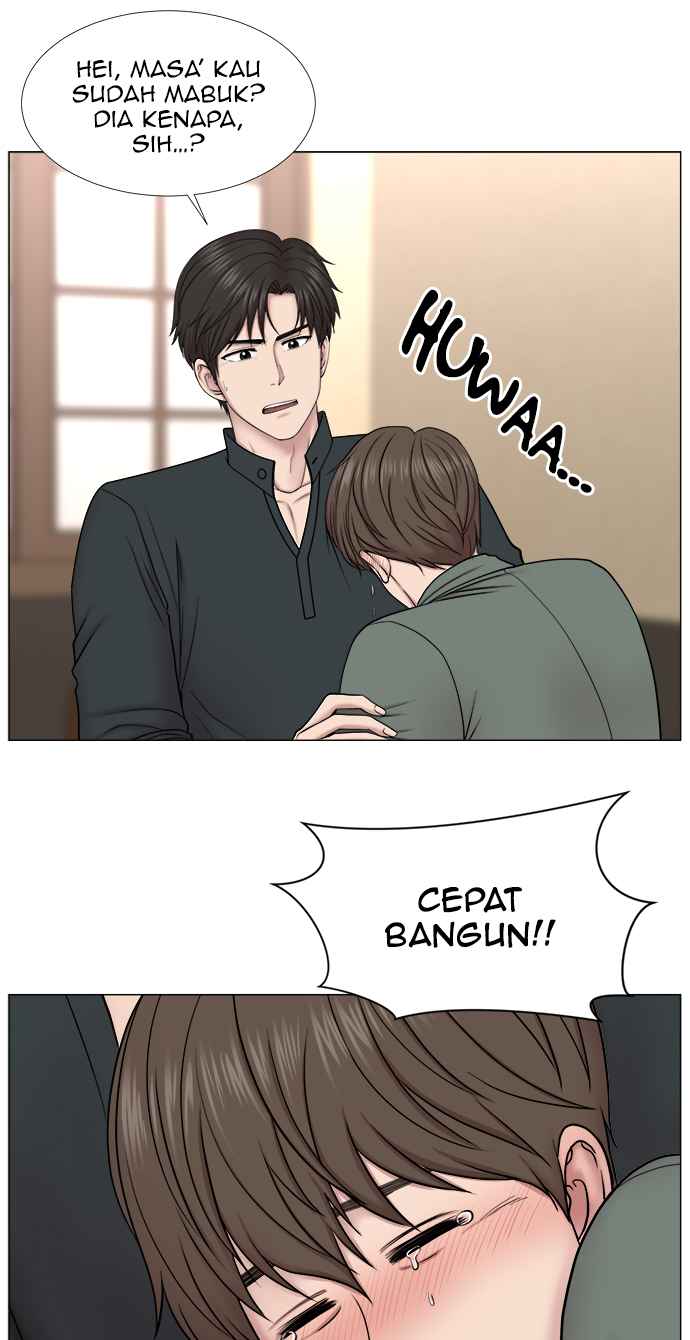 HEI, MASA' KAU
SUDAH MABUK?
DIA KENAPA,
SIH...?
HUWAA...
CEPAT
BANGUN!!